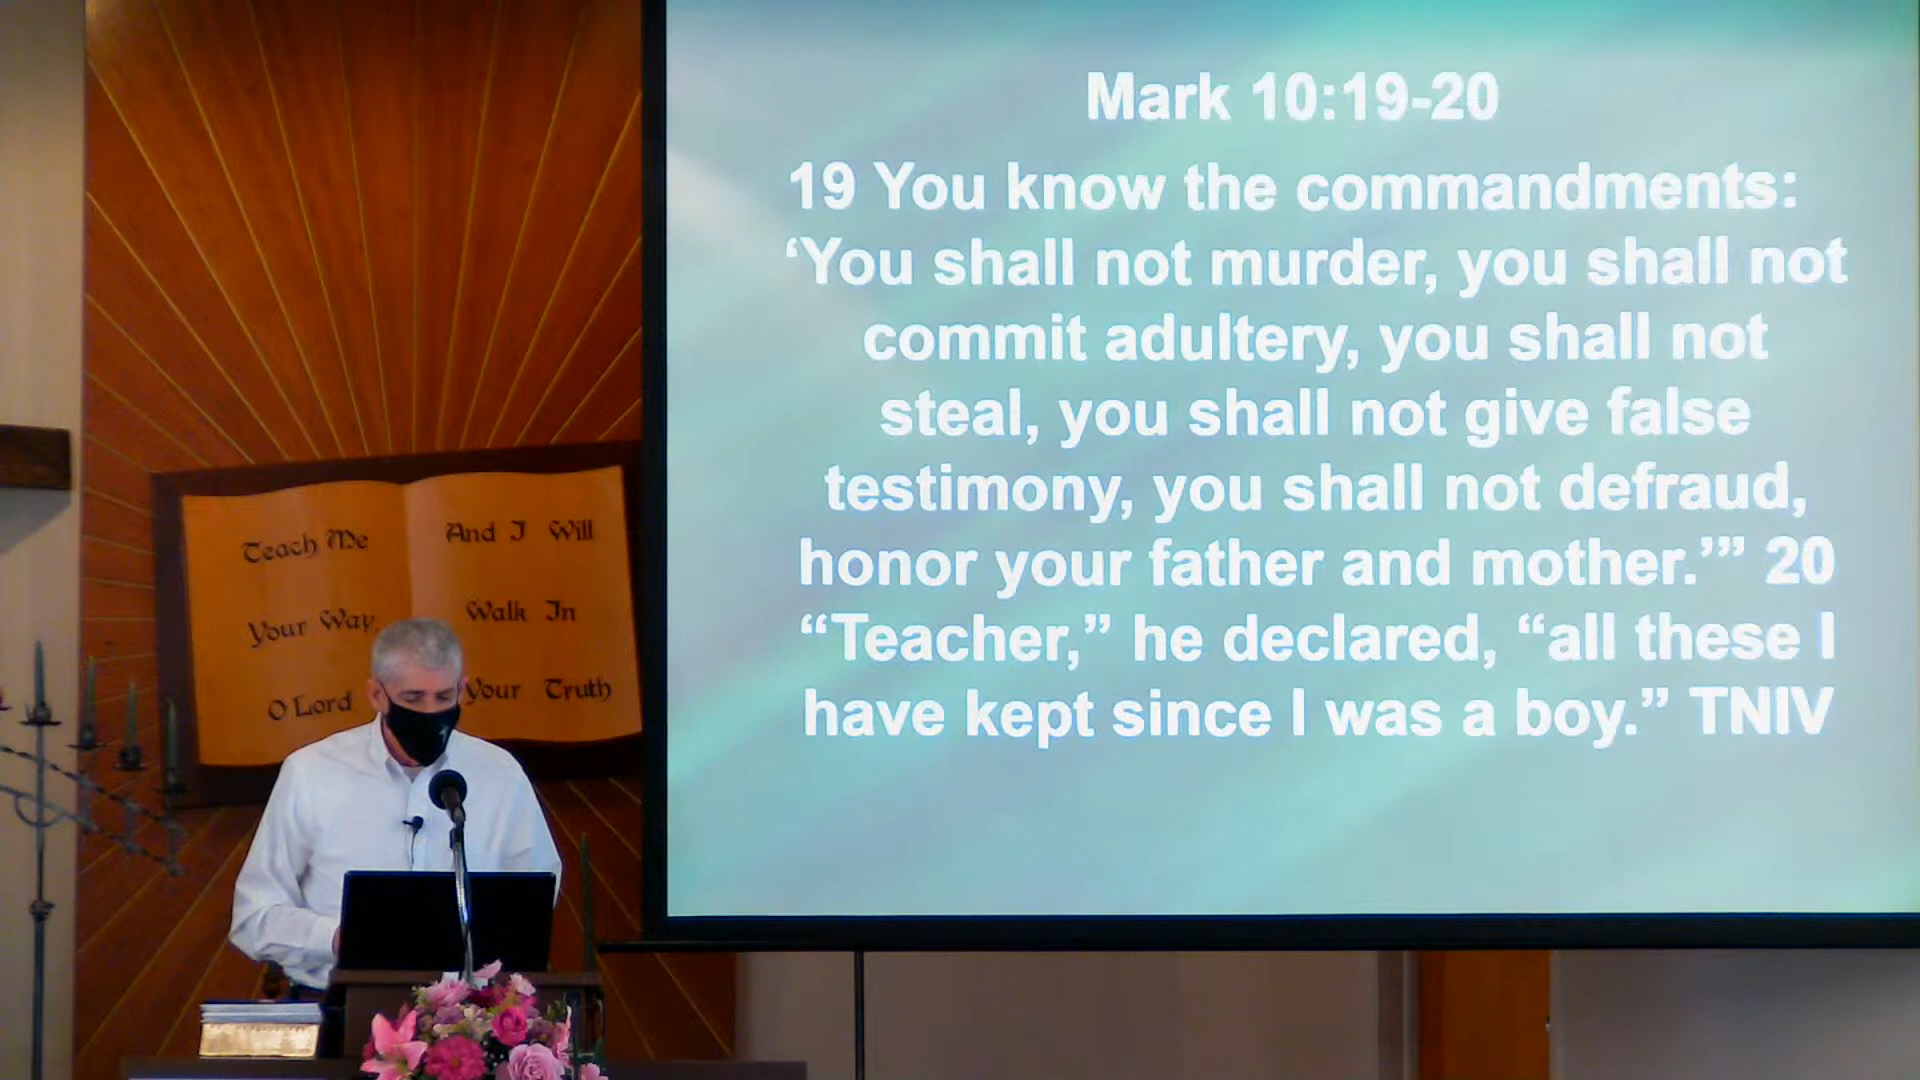 Mark 10:19-20
19 You know the commandments:
‘You shall not murder, you shall not
commit adultery, you shall not
steal, you shall not give false
testimony, you shall not defraud,
honor your father and mother.’” 20
“Teacher,” he declared, “all these I
have kept since I was a boy.” TNIV
Teach Me
Your Way,
O Lord
And I Will
Walk In
Your Truth